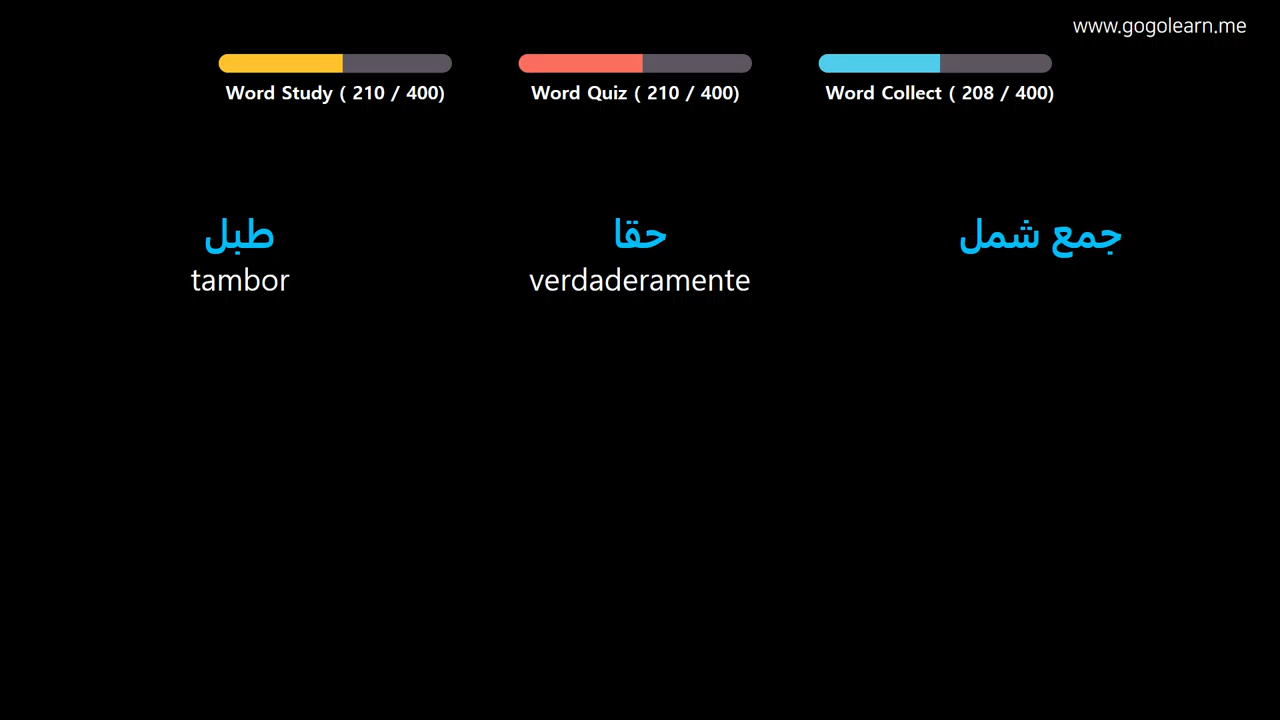 www.gogolearn.me
Word Study ( 210 / 400)
Word Quiz ( 210 / 400)
Word Collect ( 208 / 400)
طبل
tambor
حقا
verdaderamente
جمع شمل